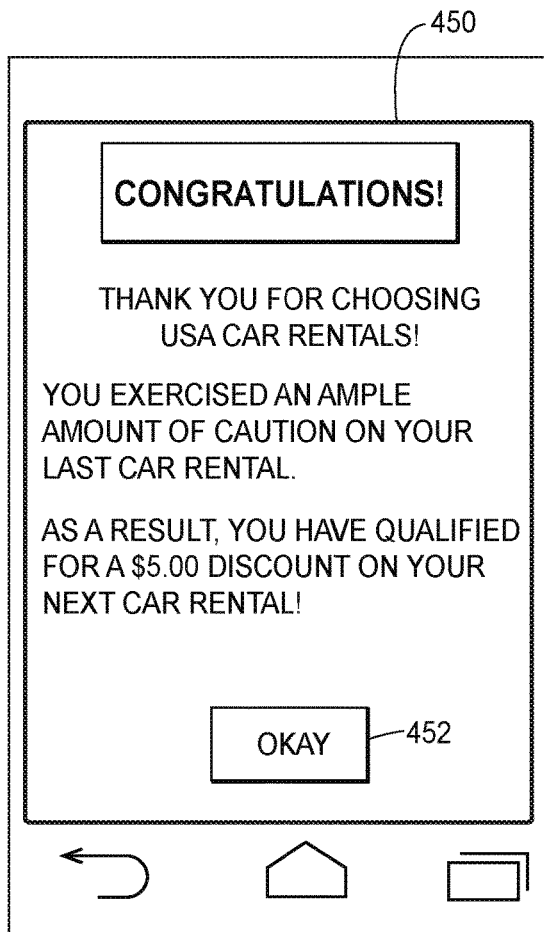 450
CONGRATULATIONS!
THANK YOU FOR CHOOSING
USA CAR RENTALS!
YOU EXERCISED AN AMPLE
AMOUNT OF CAUTION ON YOUR
LAST CAR RENTAL.
AS A RESULT, YOU HAVE QUALIFIED
FOR A $5.00 DISCOUNT ON YOUR
NEXT CAR RENTAL!
OKAY
452